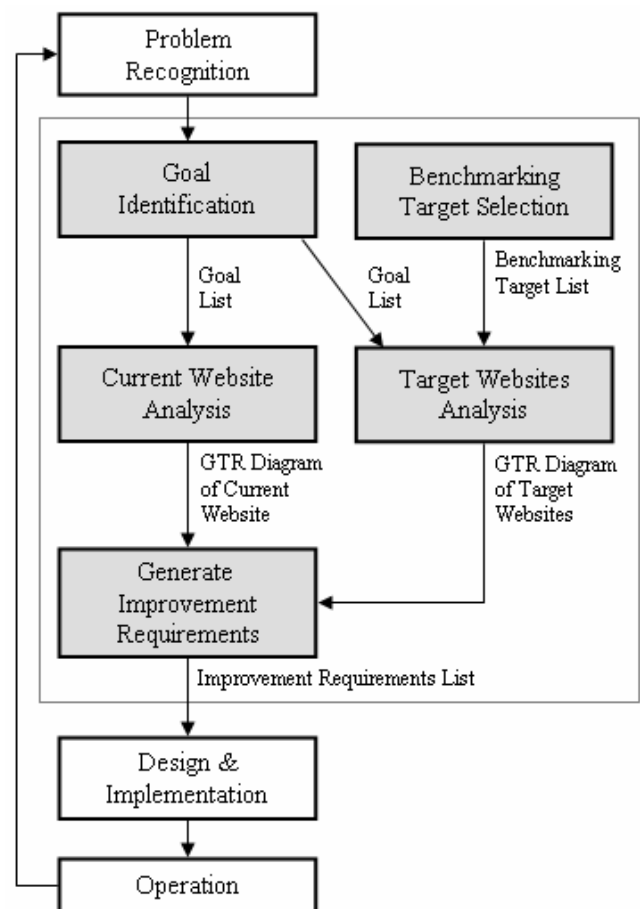 Problem
Recognition
Goal
Identification
Benchmarking
Target Selection
Goal
List
Goal
List
Benchmarking
Target List
Current Website
Analysis
Target Websites
Analysis
GTR Diagram
of Current
Website
GTR Diagram
of Target
Websites
Generate
Improvement
Requirements
Improvement Requirements List
Design &
Implementation
Operation